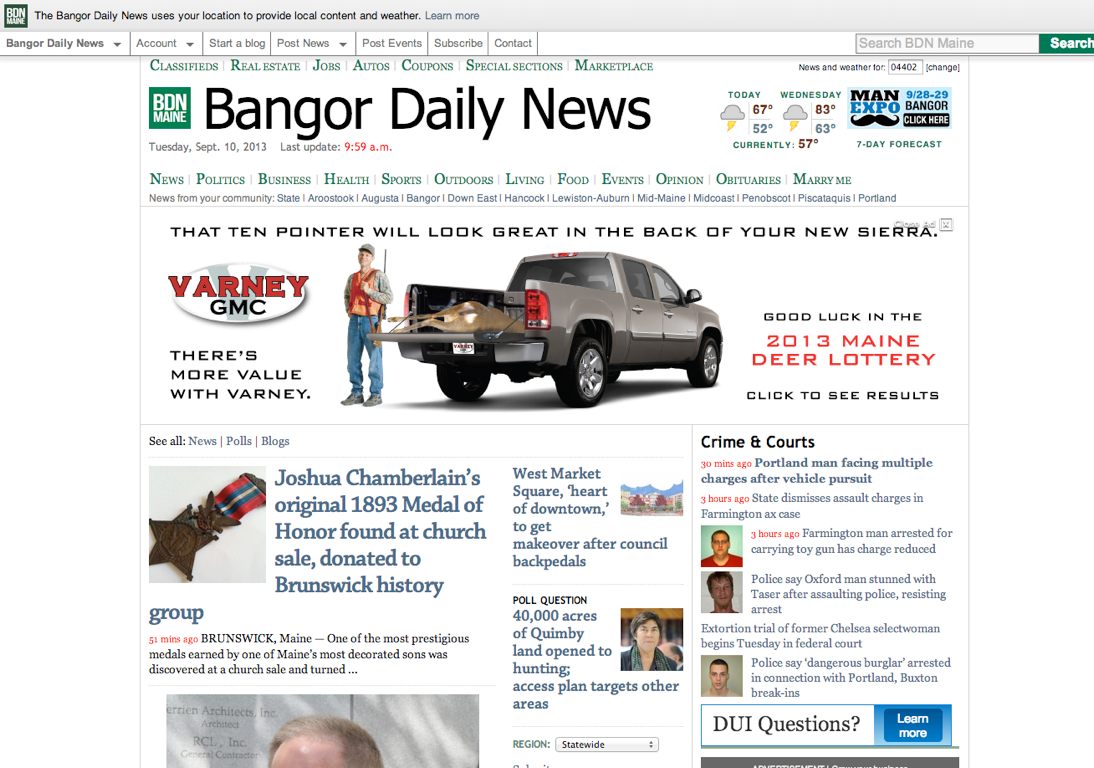 BDN MAINE The Bangor Daily News uses your location to provide local content and weather. Learn more
Bangor Daily News Account Start a blog Post News Post Events Subscribe Contact Search BDN Maine Search
CLASSIFIEDS | REAL ESTATE | JOBS | AUTOS | COUPONS | SPECIAL SECTIONS | MARKETPLACE
News and weather for: 04402 [change]
BDN
MAINE
Bangor Daily News
Tuesday, Sept. 10, 2013 Last update: 9:59 a.m.
TODAY WEDNESDAY
67° 83°
52° 63°
CURRENTLY: 57°
MAN EXPO
9/28-29
BANGOR
CLICK HERE
7-DAY FORECAST
NEWS | POLITICS | BUSINESS | HEALTH | SPORTS | OUTDOORS | LIVING | FOOD | EVENTS | OPINION | OBITUARIES | MARRY ME
News from your community: State | Aroostook | Augusta | Bangor | Down East | Hancock | Lewiston-Auburn | Mid-Maine | Midcoast | Penobscot | Piscataquis | Portland
Close Ad X
THAT TEN POINTER WILL LOOK GREAT IN THE BACK OF YOUR NEW SIERRA.
VARNEY
GMC
THERE'S
MORE VALUE
WITH VARNEY.
VARNEY
GOOD LUCK IN THE
2013 MAINE
DEER LOTTERY
CLICK TO SEE RESULTS
See all: News | Polls | Blogs
Joshua Chamberlain's
original 1893 Medal of
Honor found at church
sale, donated to
Brunswick history
group
51 mins ago BRUNSWICK, Maine — One of the most prestigious
medals earned by one of Maine's most decorated sons was
discovered at a church sale and turned ...
errien Architects, Inc.
Architect
RCL, Inc.
General Contractor
West Market
Square, 'heart
of downtown,'
to get
makeover after council
backpedals
POLL QUESTION
40,000 acres
of Quimby
land opened to
hunting;
access plan targets other
areas
REGION: Statewide
Crime & Courts
30 mins ago Portland man facing multiple
charges after vehicle pursuit
3 hours ago State dismisses assault charges in
Farmington ax case
3 hours ago Farmington man arrested for
carrying toy gun has charge reduced
Police say Oxford man stunned with
Taser after assaulting police, resisting
arrest
Extortion trial of former Chelsea selectwoman
begins Tuesday in federal court
Police say 'dangerous burglar' arrested
in connection with Portland, Buxton
break-ins
DUI Questions? Learn
more